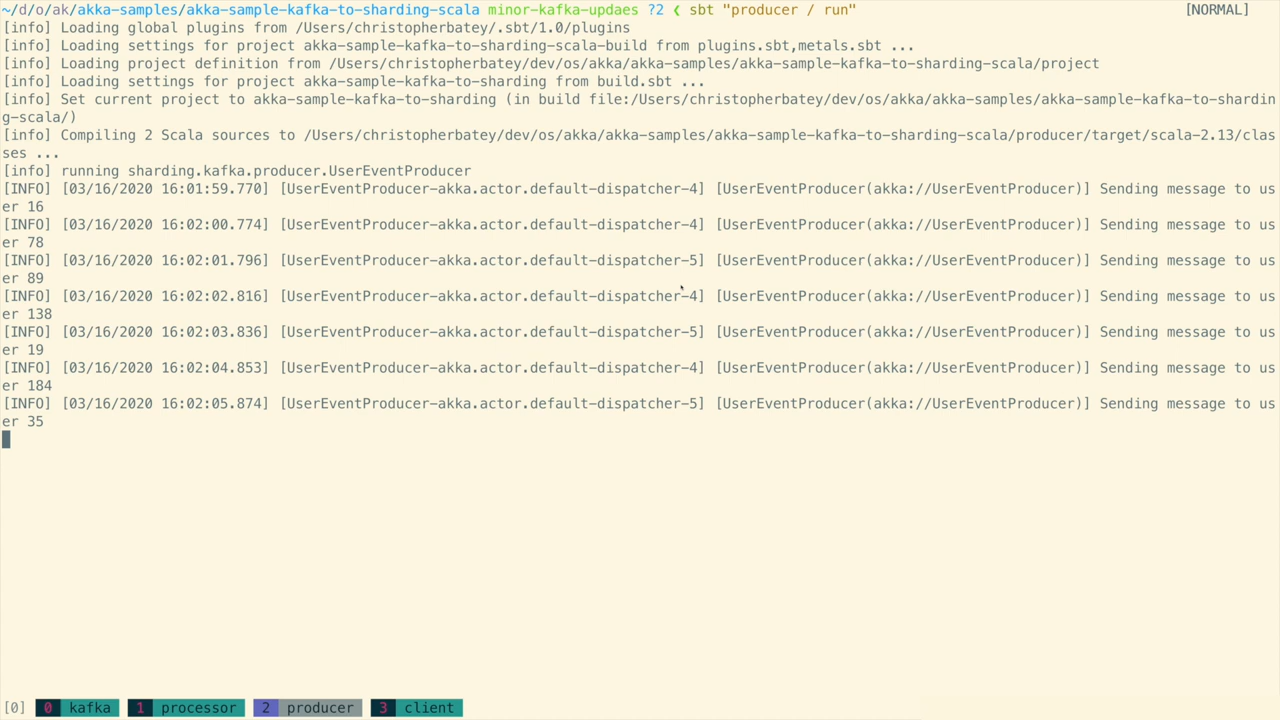 ~/d/o/ak/akka-samples/akka-sample-kafka-to-sharding-scala minor-kafka-updaes ?2 ❮ sbt "producer / run" [NORMAL]
[info] Loading global plugins from /Users/christopherbatey/.sbt/1.0/plugins
[info] Loading settings for project akka-sample-kafka-to-sharding-scala-build from plugins.sbt,metals.sbt ...
[info] Loading project definition from /Users/christopherbatey/dev/os/akka/akka-samples/akka-sample-kafka-to-sharding-scala/project
[info] Loading settings for project akka-sample-kafka-to-sharding from build.sbt ...
[info] Set current project to akka-sample-kafka-to-sharding (in build file:/Users/christopherbatey/dev/os/akka/akka-samples/akka-sample-kafka-to-shardin
g-scala/)
[info] Compiling 2 Scala sources to /Users/christopherbatey/dev/os/akka/akka-samples/akka-sample-kafka-to-sharding-scala/producer/target/scala-2.13/clas
ses ...
[info] running sharding.kafka.producer.UserEventProducer
[INFO] [03/16/2020 16:01:59.770] [UserEventProducer-akka.actor.default-dispatcher-4] [UserEventProducer(akka://UserEventProducer)] Sending message to us
er 16
[INFO] [03/16/2020 16:02:00.774] [UserEventProducer-akka.actor.default-dispatcher-4] [UserEventProducer(akka://UserEventProducer)] Sending message to us
er 78
[INFO] [03/16/2020 16:02:01.796] [UserEventProducer-akka.actor.default-dispatcher-5] [UserEventProducer(akka://UserEventProducer)] Sending message to us
er 89
[INFO] [03/16/2020 16:02:02.816] [UserEventProducer-akka.actor.default-dispatcher-4] [UserEventProducer(akka://UserEventProducer)] Sending message to us
er 138
[INFO] [03/16/2020 16:02:03.836] [UserEventProducer-akka.actor.default-dispatcher-5] [UserEventProducer(akka://UserEventProducer)] Sending message to us
er 19
[INFO] [03/16/2020 16:02:04.853] [UserEventProducer-akka.actor.default-dispatcher-4] [UserEventProducer(akka://UserEventProducer)] Sending message to us
er 184
[INFO] [03/16/2020 16:02:05.874] [UserEventProducer-akka.actor.default-dispatcher-5] [UserEventProducer(akka://UserEventProducer)] Sending message to us
er 35
[0] 0 kafka 1 processor 2 producer 3 client